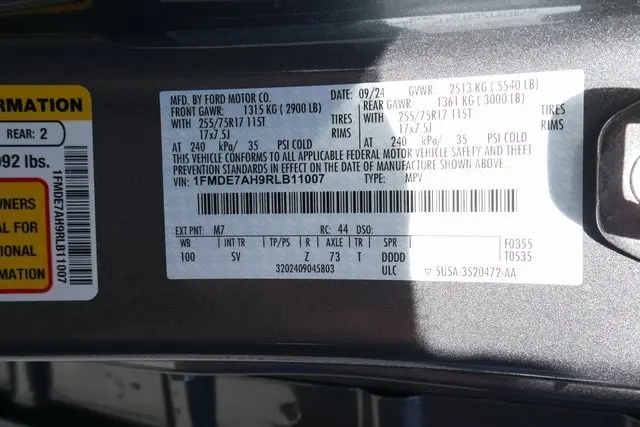 ORMATION
REAR: 2
092 lbs.
WNERS
AL FOR
TIONAL
MATION
1FMDE7AH9RLB11007
MFD. BY FORD MOTOR CO.
DATE: 09/24 GVWR: 2513 KG ( 5540 LB)
FRONT GAWR: 1315 KG ( 2900 LB)
REAR GAWR: 1361 KG ( 3000 LB)
WITH 255/75R17 115T TIRES
WITH 255/75R17 115T TIRES
17x7.5J RIMS
17x7.5J RIMS
AT 240 kPa/ 35 PSI COLD
AT 240 kPa/ 35 PSI COLD
THIS VEHICLE CONFORMS TO ALL APPLICABLE FEDERAL MOTOR VEHICLE SAFETY AND THEFT
PREVENTION STANDARDS IN EFFECT ON THE DATE OF MANUFACTURE SHOWN ABOVE.
VIN: 1FMDE7AH9RLB11007 TYPE: MPV
EXT PNT: M7 RC: 44 DSO:
WB INT TR TP/PS R AXLE TR SPR F0355
100 SV Z 73 T DDDD T0535
3202409045803 ULC ▽ 5USA-3520472-AA